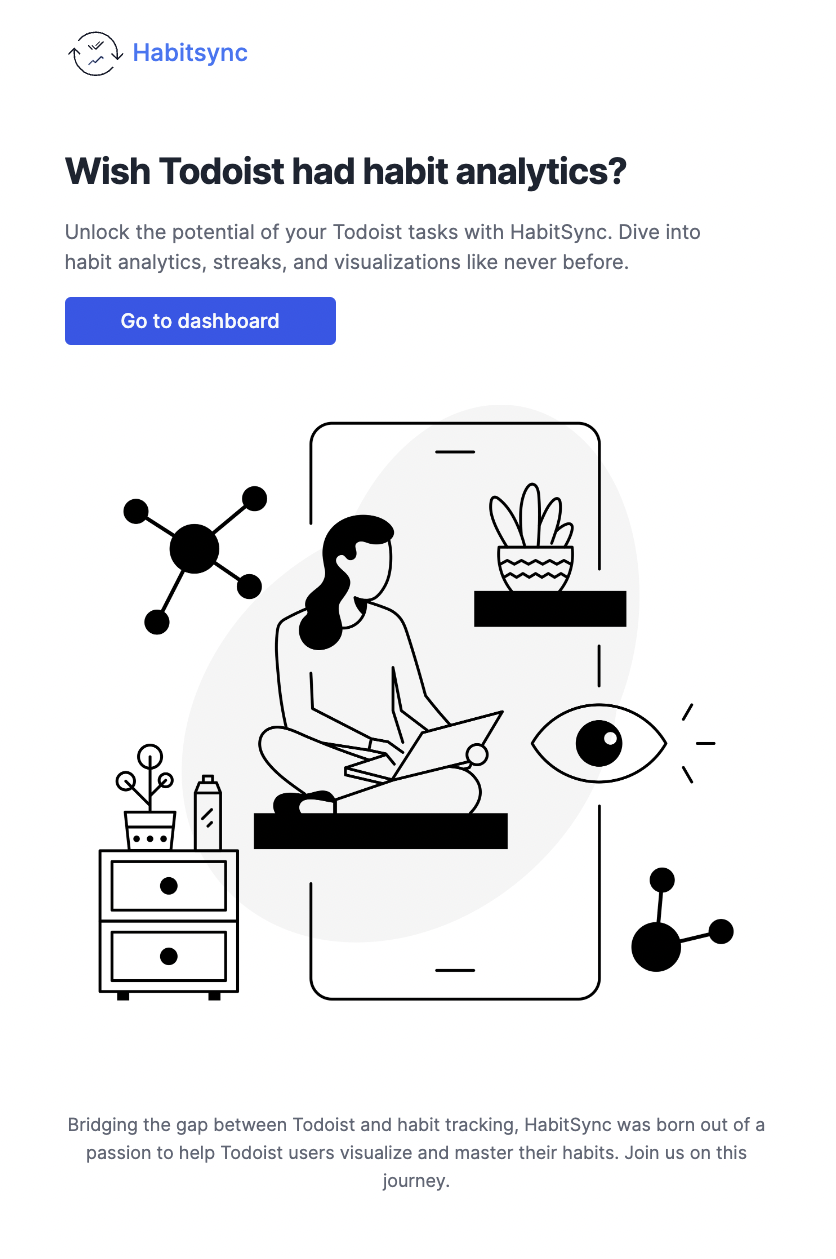 Habitsync
Wish Todoist had habit analytics?
Unlock the potential of your Todoist tasks with HabitSync. Dive into
habit analytics, streaks, and visualizations like never before.
Go to dashboard
Bridging the gap between Todoist and habit tracking, HabitSync was born out of a
passion to help Todoist users visualize and master their habits. Join us on this
journey.